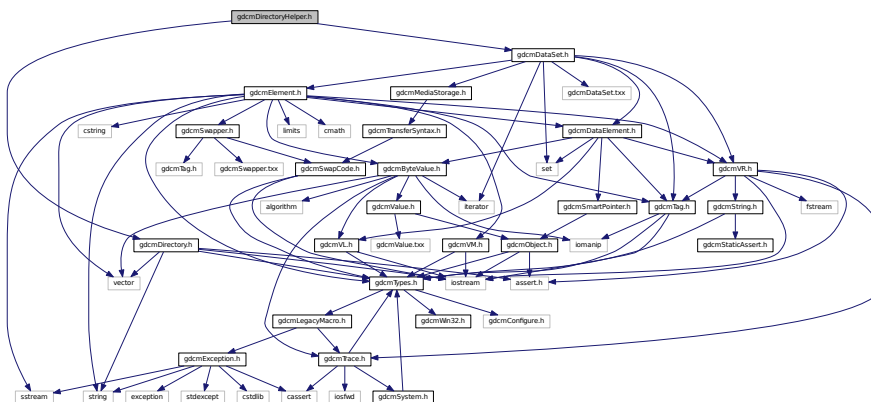 gdcmDirectoryHelper.h
gdcmDataSet.h
gdcmElement.h
gdcmMediaStorage.h
gdcmDataSet.txx
cstring
gdcmSwapper.h
limits
cmath
gdcmTransferSyntax.h
gdcmDataElement.h
gdcmTag.h
gdcmSwapper.txx
gdcmSwapCode.h
gdcmByteValue.h
set
gdcmVR.h
algorithm
gdcmValue.h
iterator
gdcmSmartPointer.h
gdcmTag.h
gdcmString.h
fstream
gdcmDirectory.h
gdcmVL.h
gdcmValue.txx
gdcmVM.h
gdcmObject.h
iomanip
gdcmStaticAssert.h
vector
gdcmTypes.h
iostream
assert.h
gdcmLegacyMacro.h
gdcmWin32.h
gdcmConfigure.h
gdcmException.h
gdcmTrace.h
sstream
string
exception
stdexcept
cstdlib
cassert
iosfwd
gdcmSystem.h